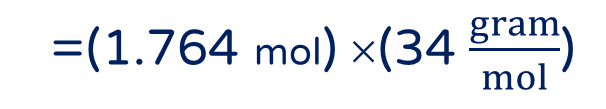 =(1.764 mol) ×(34 gram/mol)